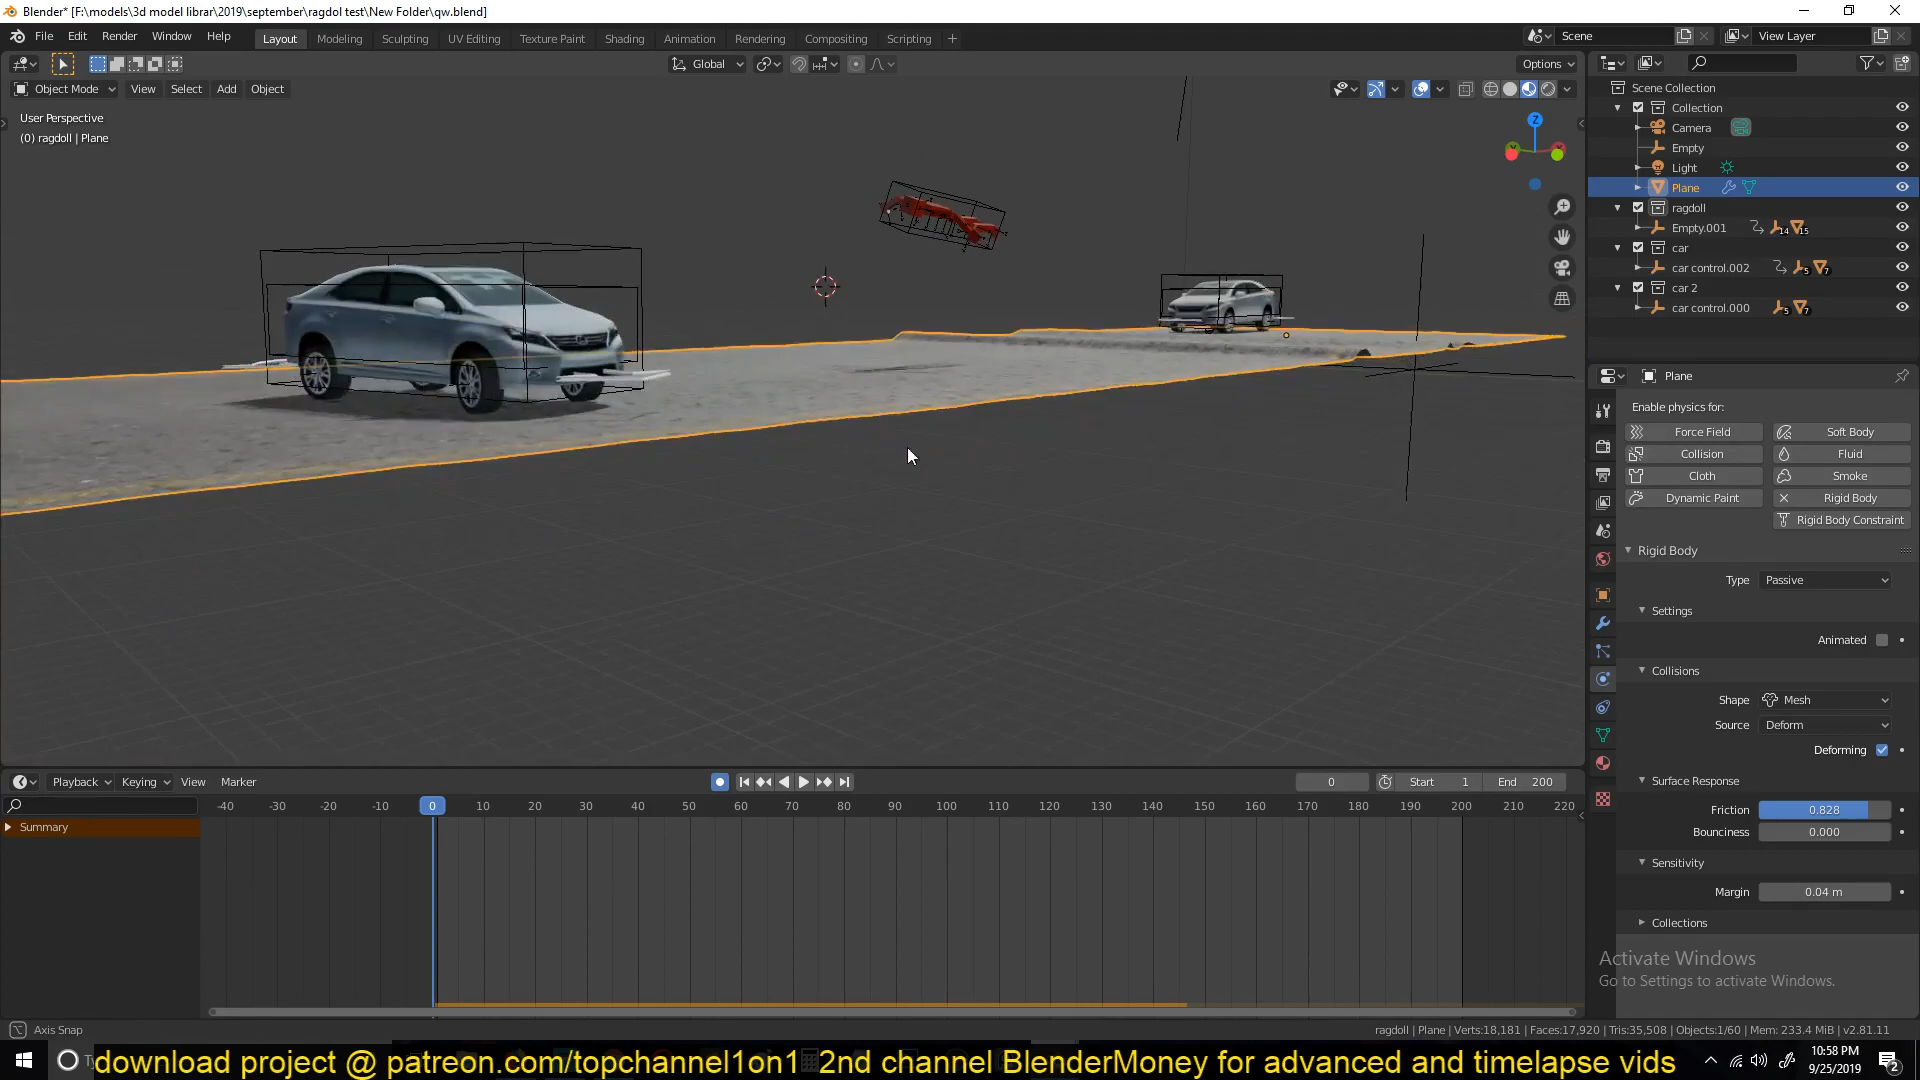 Blender* [F:\models\3d model librar\2019\september\ragdol test\New Folder\qw.blend]
File Edit Render Window Help
Layout Modeling Sculpting UV Editing Texture Paint Shading Animation Rendering Compositing Scripting +
Scene
View Layer
Global
Options
Object Mode View Select Add Object
User Perspective
(0) ragdoll | Plane
Z
Scene Collection
Collection
Camera
Empty
Light
Plane
ragdoll
Empty.001 14 15
car
car control.002 5 7
car 2
car control.000 5 7
Plane
Enable physics for:
Force Field Soft Body
Collision Fluid
Cloth Smoke
Dynamic Paint Rigid Body
Rigid Body Constraint
Rigid Body
Type Passive
Settings
Animated
Collisions
Shape Mesh
Source Deform
Deforming
Surface Response
Friction 0.828
Bounciness 0.000
Sensitivity
Margin 0.04 m
Collections
Activate Windows
Go to Settings to activate Windows.
Playback Keying View Marker
0 Start 1 End 200
-40 -30 -20 -10 0 10 20 30 40 50 60 70 80 90 100 110 120 130 140 150 160 170 180 190 200 210 220
Summary
Axis Snap
ragdoll | Plane | Verts:18,181 | Faces:17,920 | Tris:35,508 | Objects:1/60 | Mem: 233.4 MiB | v2.81.11
download project @ patreon.com/topchannel1on1 2nd channel BlenderMoney for advanced and timelapse vids
10:58 PM
9/25/2019
2